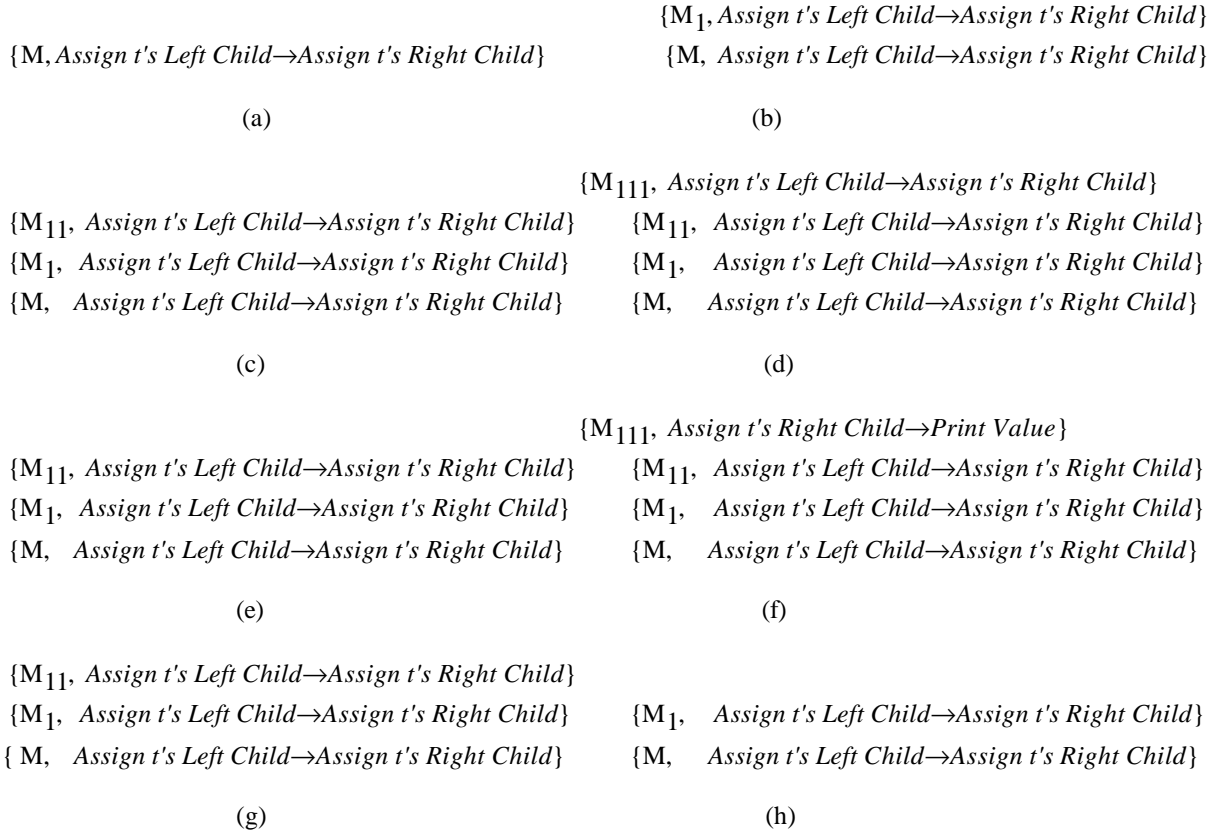 {M, Assign t's Left Child→Assign t's Right Child}
(a)
{M1, Assign t's Left Child→Assign t's Right Child}
{M, Assign t's Left Child→Assign t's Right Child}
(b)
{M11, Assign t's Left Child→Assign t's Right Child}
{M1, Assign t's Left Child→Assign t's Right Child}
{M, Assign t's Left Child→Assign t's Right Child}
(c)
{M111, Assign t's Left Child→Assign t's Right Child}
{M11, Assign t's Left Child→Assign t's Right Child}
{M1, Assign t's Left Child→Assign t's Right Child}
{M, Assign t's Left Child→Assign t's Right Child}
(d)
{M11, Assign t's Left Child→Assign t's Right Child}
{M1, Assign t's Left Child→Assign t's Right Child}
{M, Assign t's Left Child→Assign t's Right Child}
(e)
{M111, Assign t's Right Child→Print Value}
{M11, Assign t's Left Child→Assign t's Right Child}
{M1, Assign t's Left Child→Assign t's Right Child}
{M, Assign t's Left Child→Assign t's Right Child}
(f)
{M11, Assign t's Left Child→Assign t's Right Child}
{M1, Assign t's Left Child→Assign t's Right Child}
{ M, Assign t's Left Child→Assign t's Right Child}
(g)
{M1, Assign t's Left Child→Assign t's Right Child}
{M, Assign t's Left Child→Assign t's Right Child}
(h)